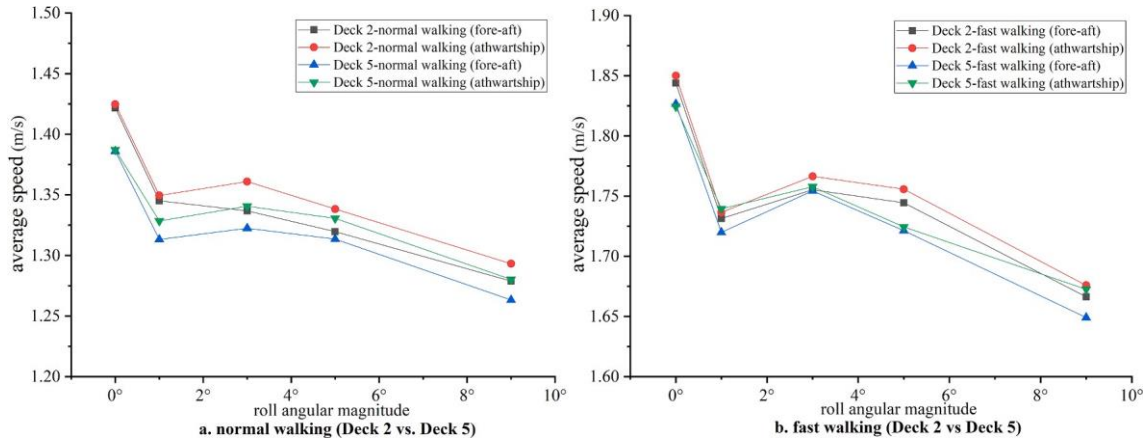 1.50
1.45
1.40
1.35
1.30
1.25
1.20
average speed (m/s)
Deck 2-normal walking (fore-aft)
Deck 2-normal walking (athwartship)
Deck 5-normal walking (fore-aft)
Deck 5-normal walking (athwartship)
0° 2° 4° 6° 8° 10°
roll angular magnitude
a. normal walking (Deck 2 vs. Deck 5)
1.90
1.85
1.80
1.75
1.70
1.65
1.60
average speed (m/s)
Deck 2-fast walking (fore-aft)
Deck 2-fast walking (athwartship)
Deck 5-fast walking (fore-aft)
Deck 5-fast walking (athwartship)
0° 2° 4° 6° 8° 10°
roll angular magnitude
b. fast walking (Deck 2 vs Deck 5)